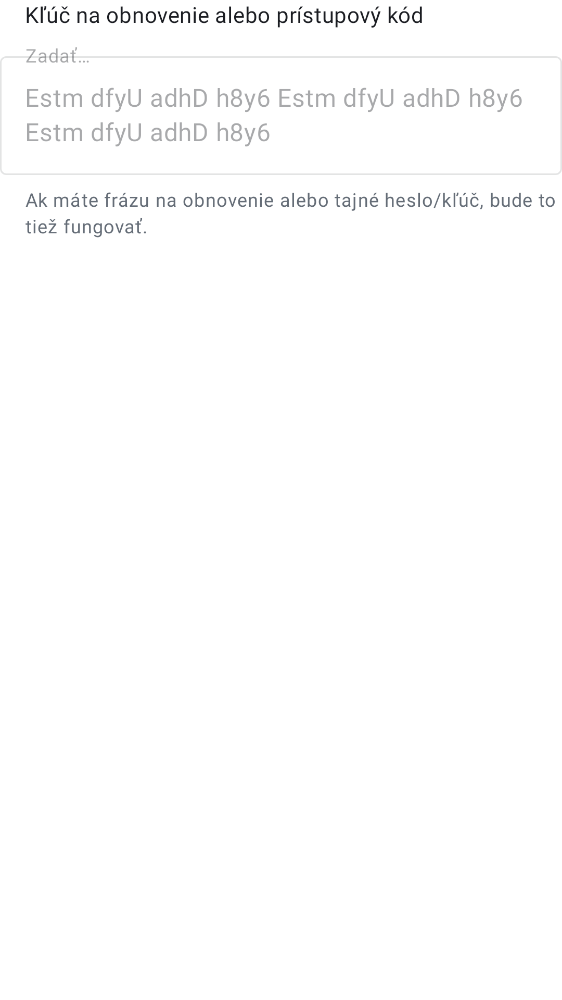 Kľúč na obnovenie alebo prístupový kód
Zadať…
Estm dfyU adhD h8y6 Estm dfyU adhD h8y6
Estm dfyU adhD h8y6
Ak máte frázu na obnovenie alebo tajné heslo/kľúč, bude to
tiež fungovať.